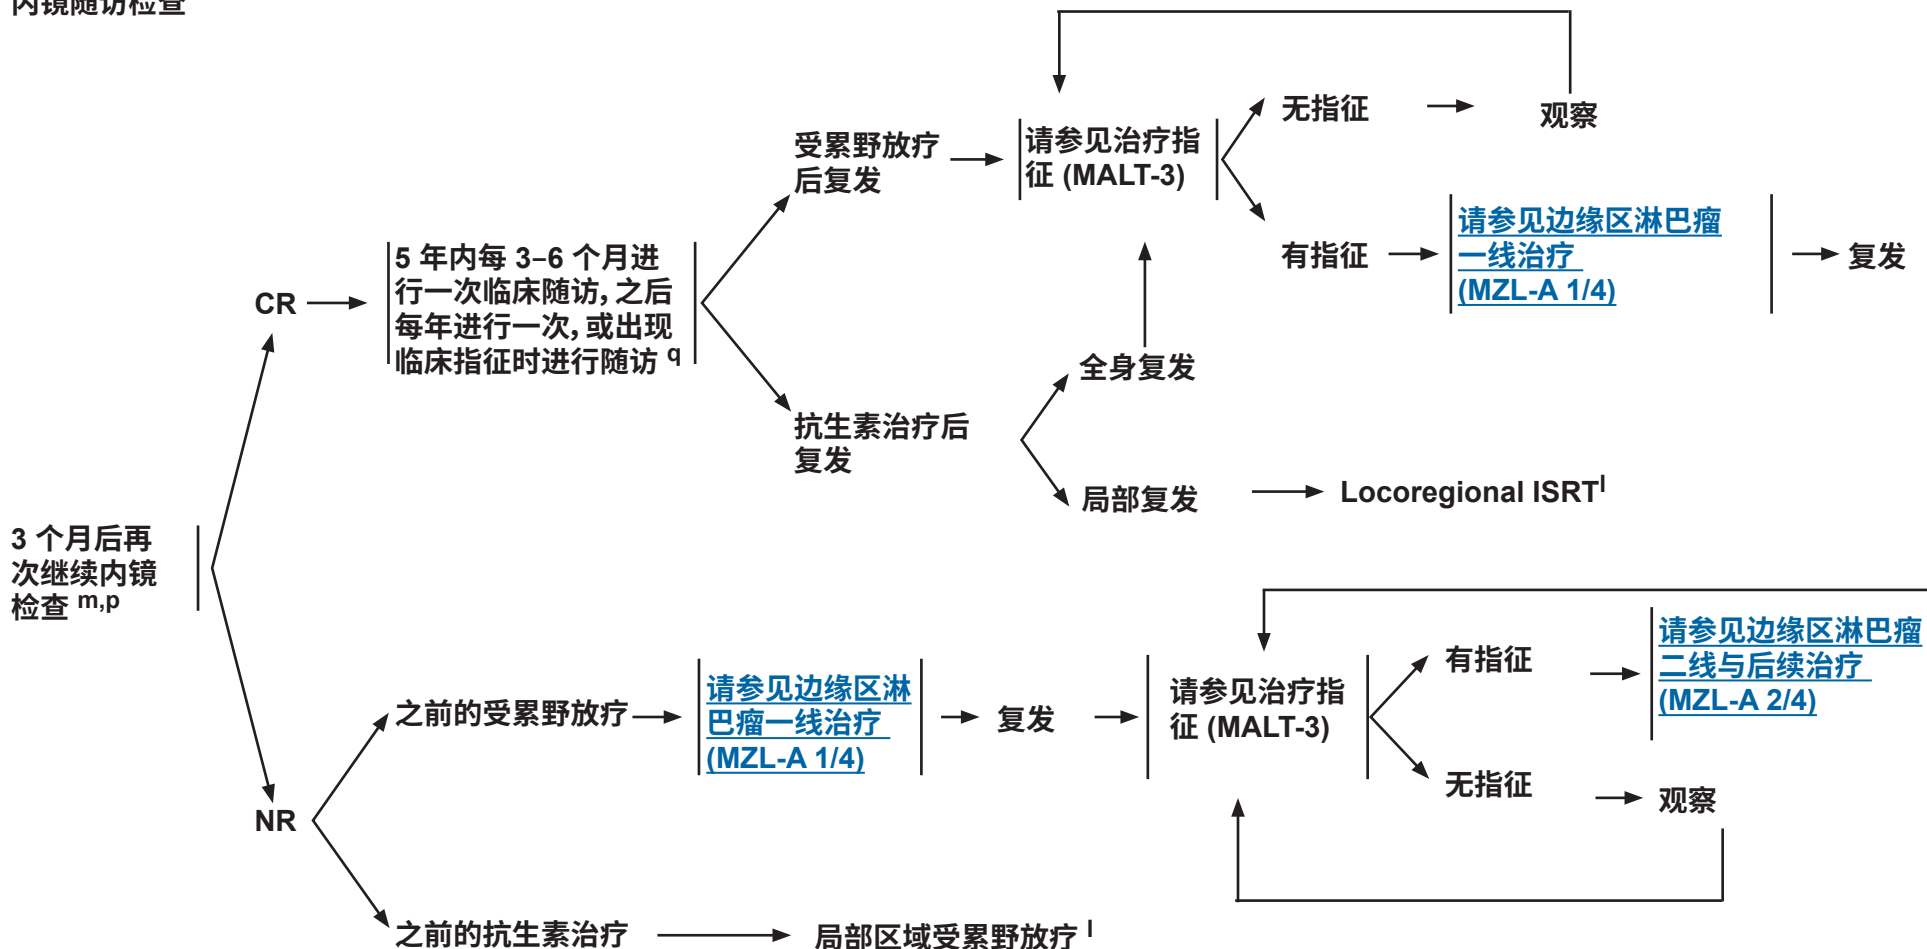 内镜随访检查
3 个月后再
次继续内镜
检查 m,p
CR
5 年内每 3–6 个月进
行一次临床随访，之后
每年进行一次，或出现
临床指征时进行随访 q
受累野放疗
后复发
请参见治疗指
征 (MALT-3)
无指征
观察
有指征
请参见边缘区淋巴瘤
一线治疗
(MZL-A 1/4)
复发
抗生素治疗后
复发
全身复发
局部复发
Locoregional ISRTl
NR
之前的受累野放疗
请参见边缘区淋
巴瘤一线治疗
(MZL-A 1/4)
复发
请参见治疗指
征 (MALT-3)
有指征
请参见边缘区淋巴瘤
二线与后续治疗
(MZL-A 2/4)
无指征
观察
之前的抗生素治疗
局部区域受累野放疗 l